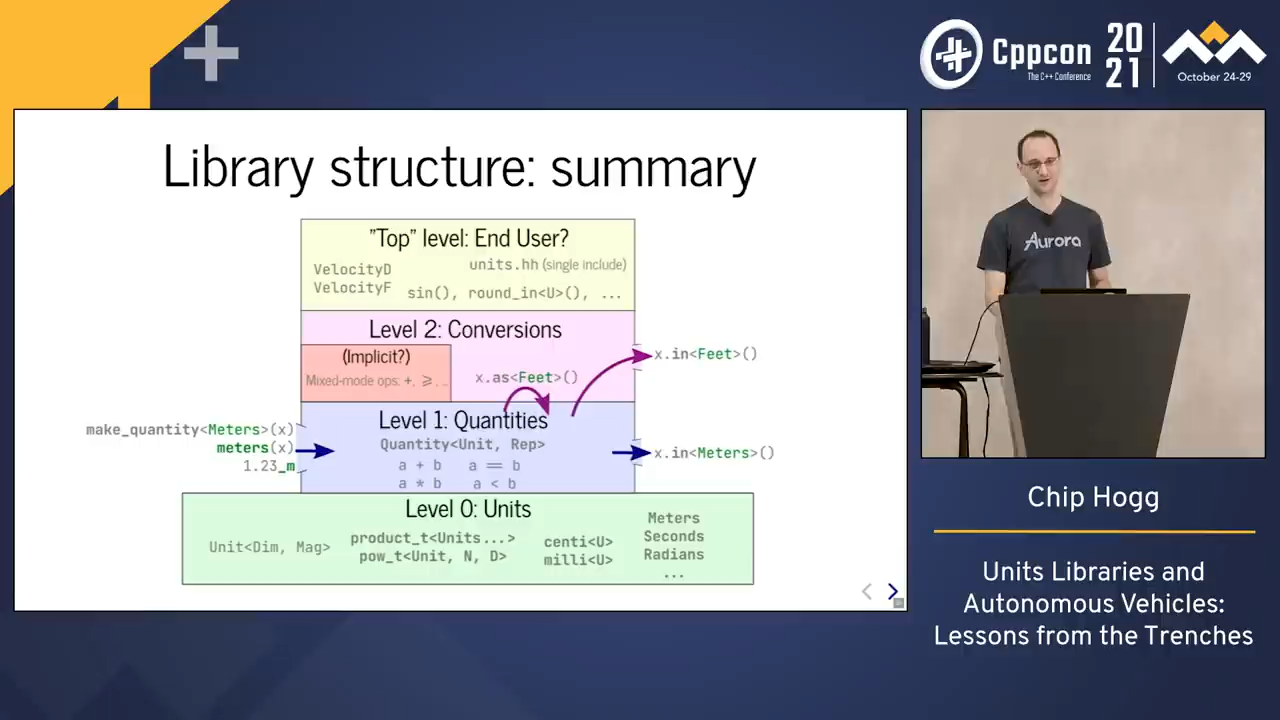 Cppcon
The C++ Conference
20
21
October 24-29
Library structure: summary
"Top" level: End User?
VelocityD
VelocityF
units.hh (single include)
sin(), round_in<U>(), ...
Level 2: Conversions
(Implicit?)
Mixed-mode ops: +, ⩾...
x.as<Feet>()
x.in<Feet>()
Level 1: Quantities
Quantity<Unit, Rep>
a + b a == b
a * b a < b
make_quantity<Meters>(x)
meters(x)
1.23_m
x.in<Meters>()
Level 0: Units
Unit<Dim, Mag>
product_t<Units...>
pow_t<Unit, N, D>
centi<U>
milli<U>
Meters
Seconds
Radians
...
Aurora
Chip Hogg
Units Libraries and
Autonomous Vehicles:
Lessons from the Trenches